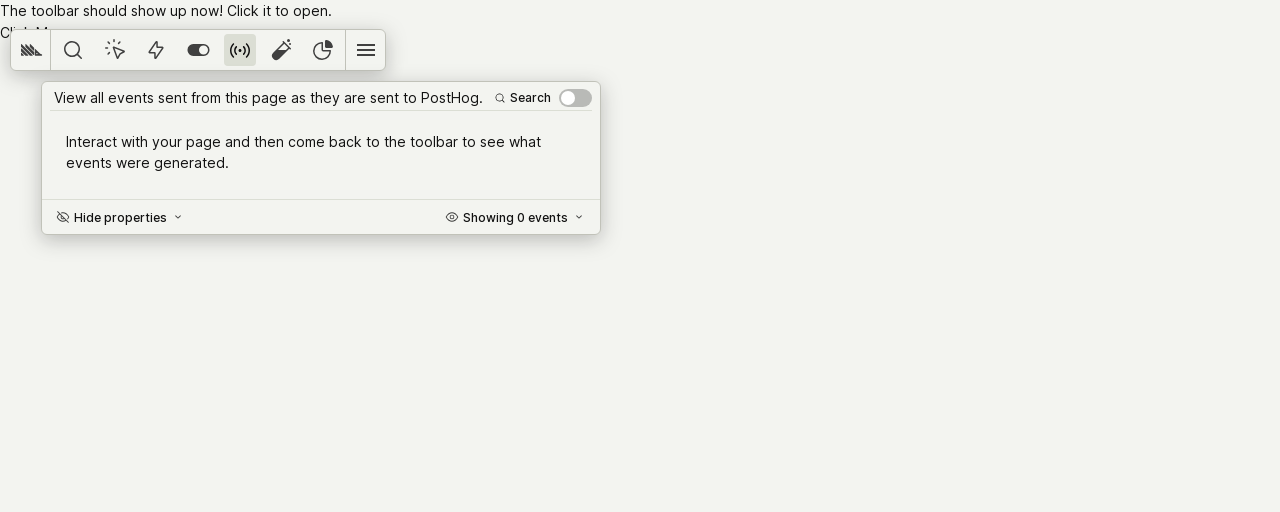 The toolbar should show up now! Click it to open.
View all events sent from this page as they are sent to PostHog.
Search
Interact with your page and then come back to the toolbar to see what
events were generated.
Hide properties
Showing 0 events